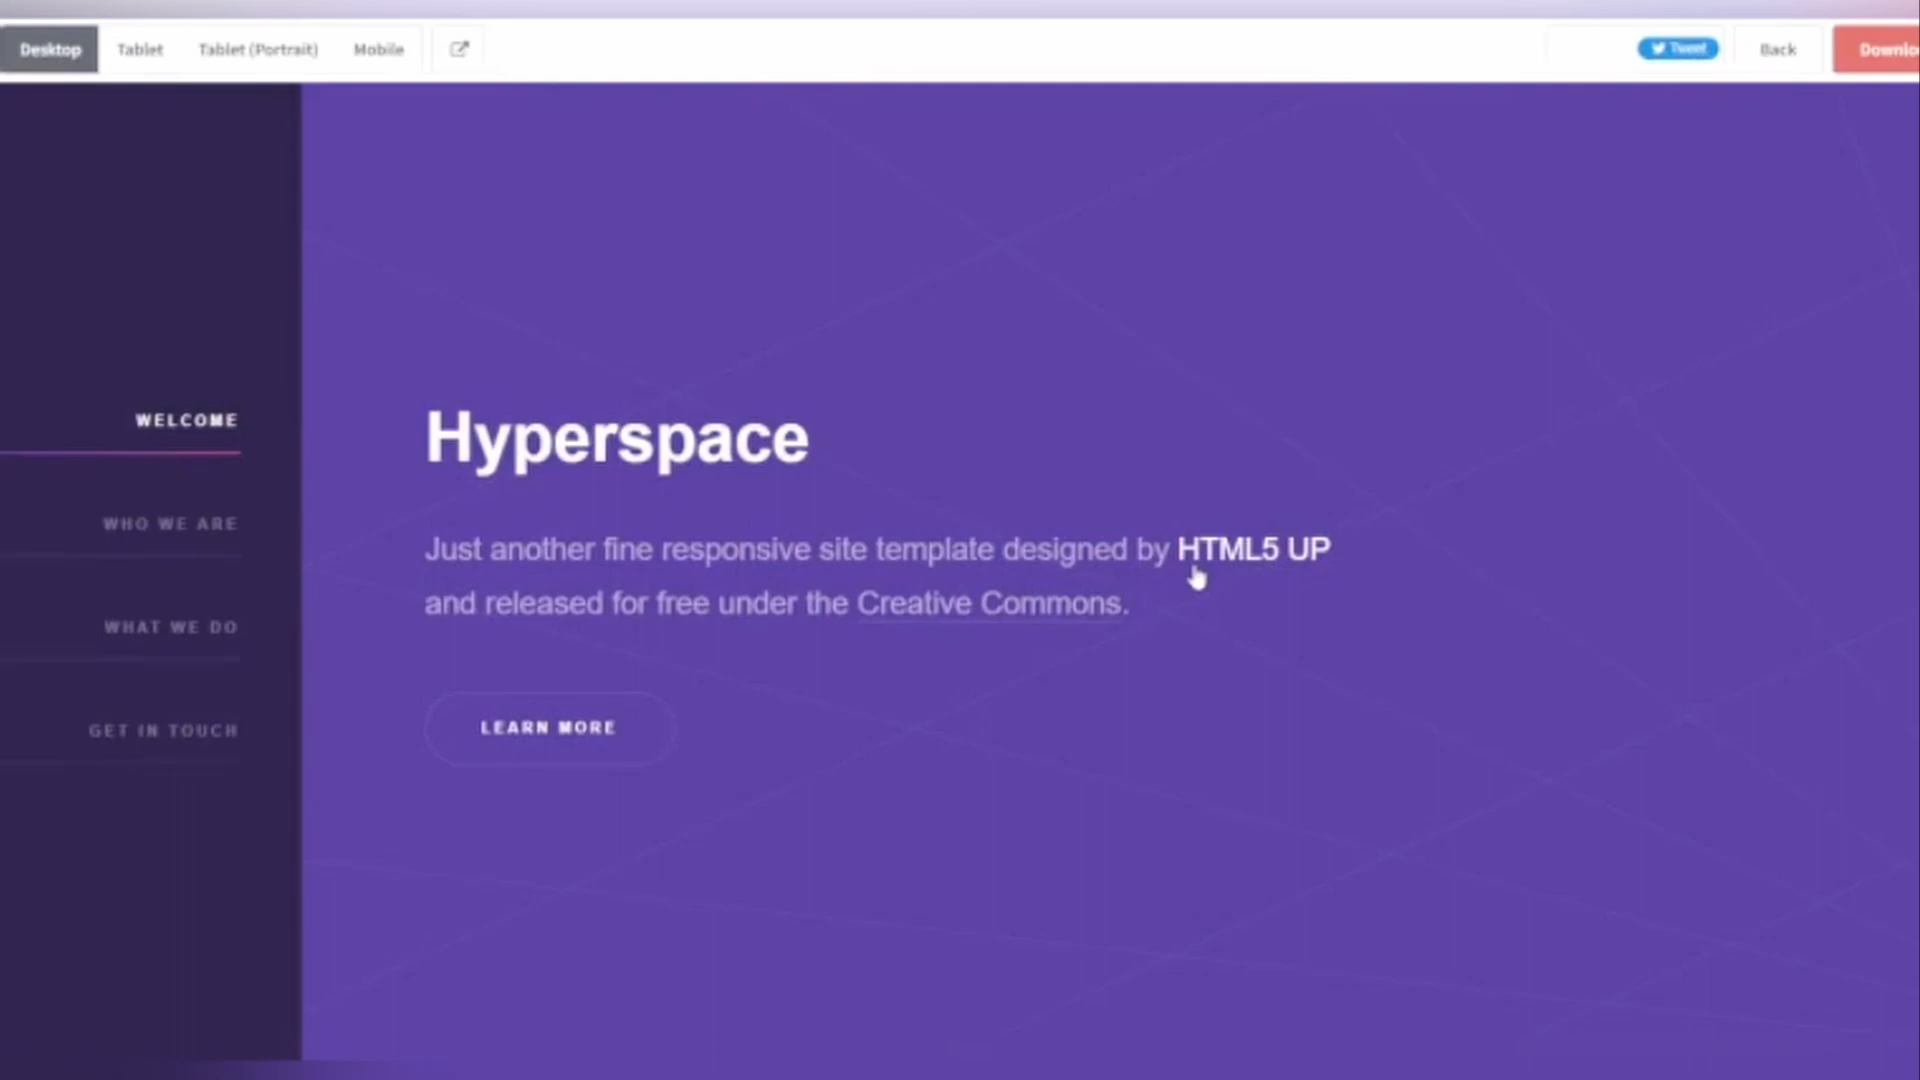 Desktop Tablet Tablet (Portrait) Mobile Tweet Back Downlo
WELCOME
WHO WE ARE
WHAT WE DO
GET IN TOUCH
Hyperspace
Just another fine responsive site template designed by HTML5 UP
and released for free under the Creative Commons.
LEARN MORE